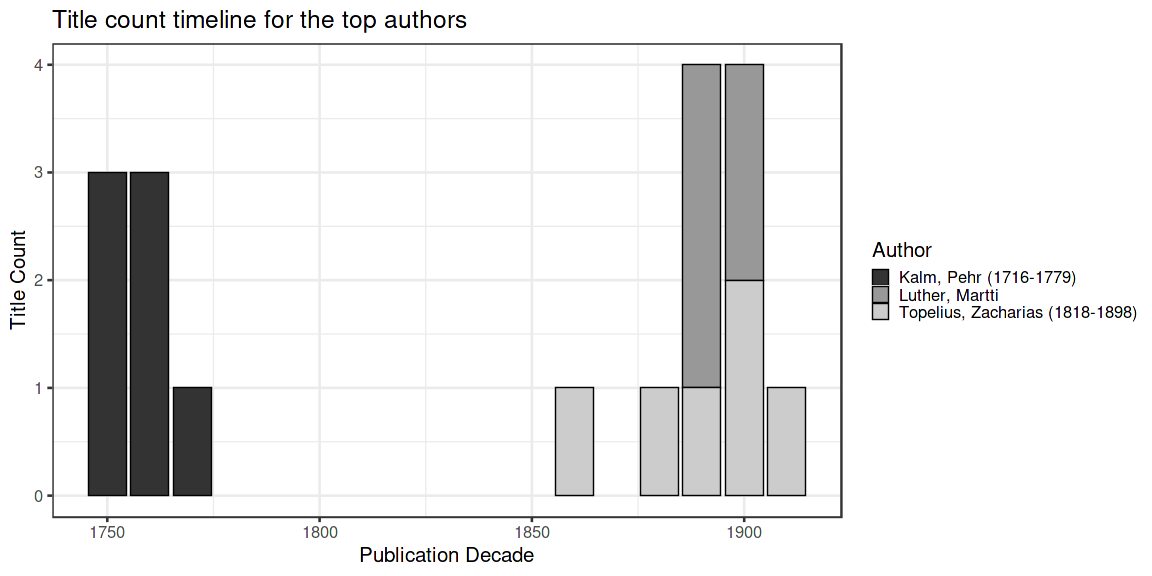 Title count timeline for the top authors
4
3
2
1
0
Title Count
1750 1800 1850 1900
Publication Decade
Author
Kalm, Pehr (1716-1779)
Luther, Martti
Topelius, Zacharias (1818-1898)